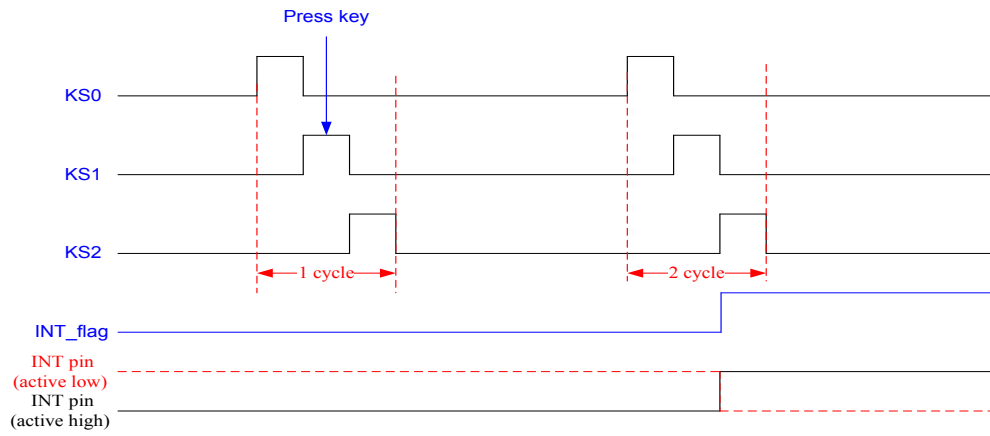 Press key
KS0
KS1
KS2
1 cycle
2 cycle
INT_flag
INT pin
(active low)
INT pin
(active high)